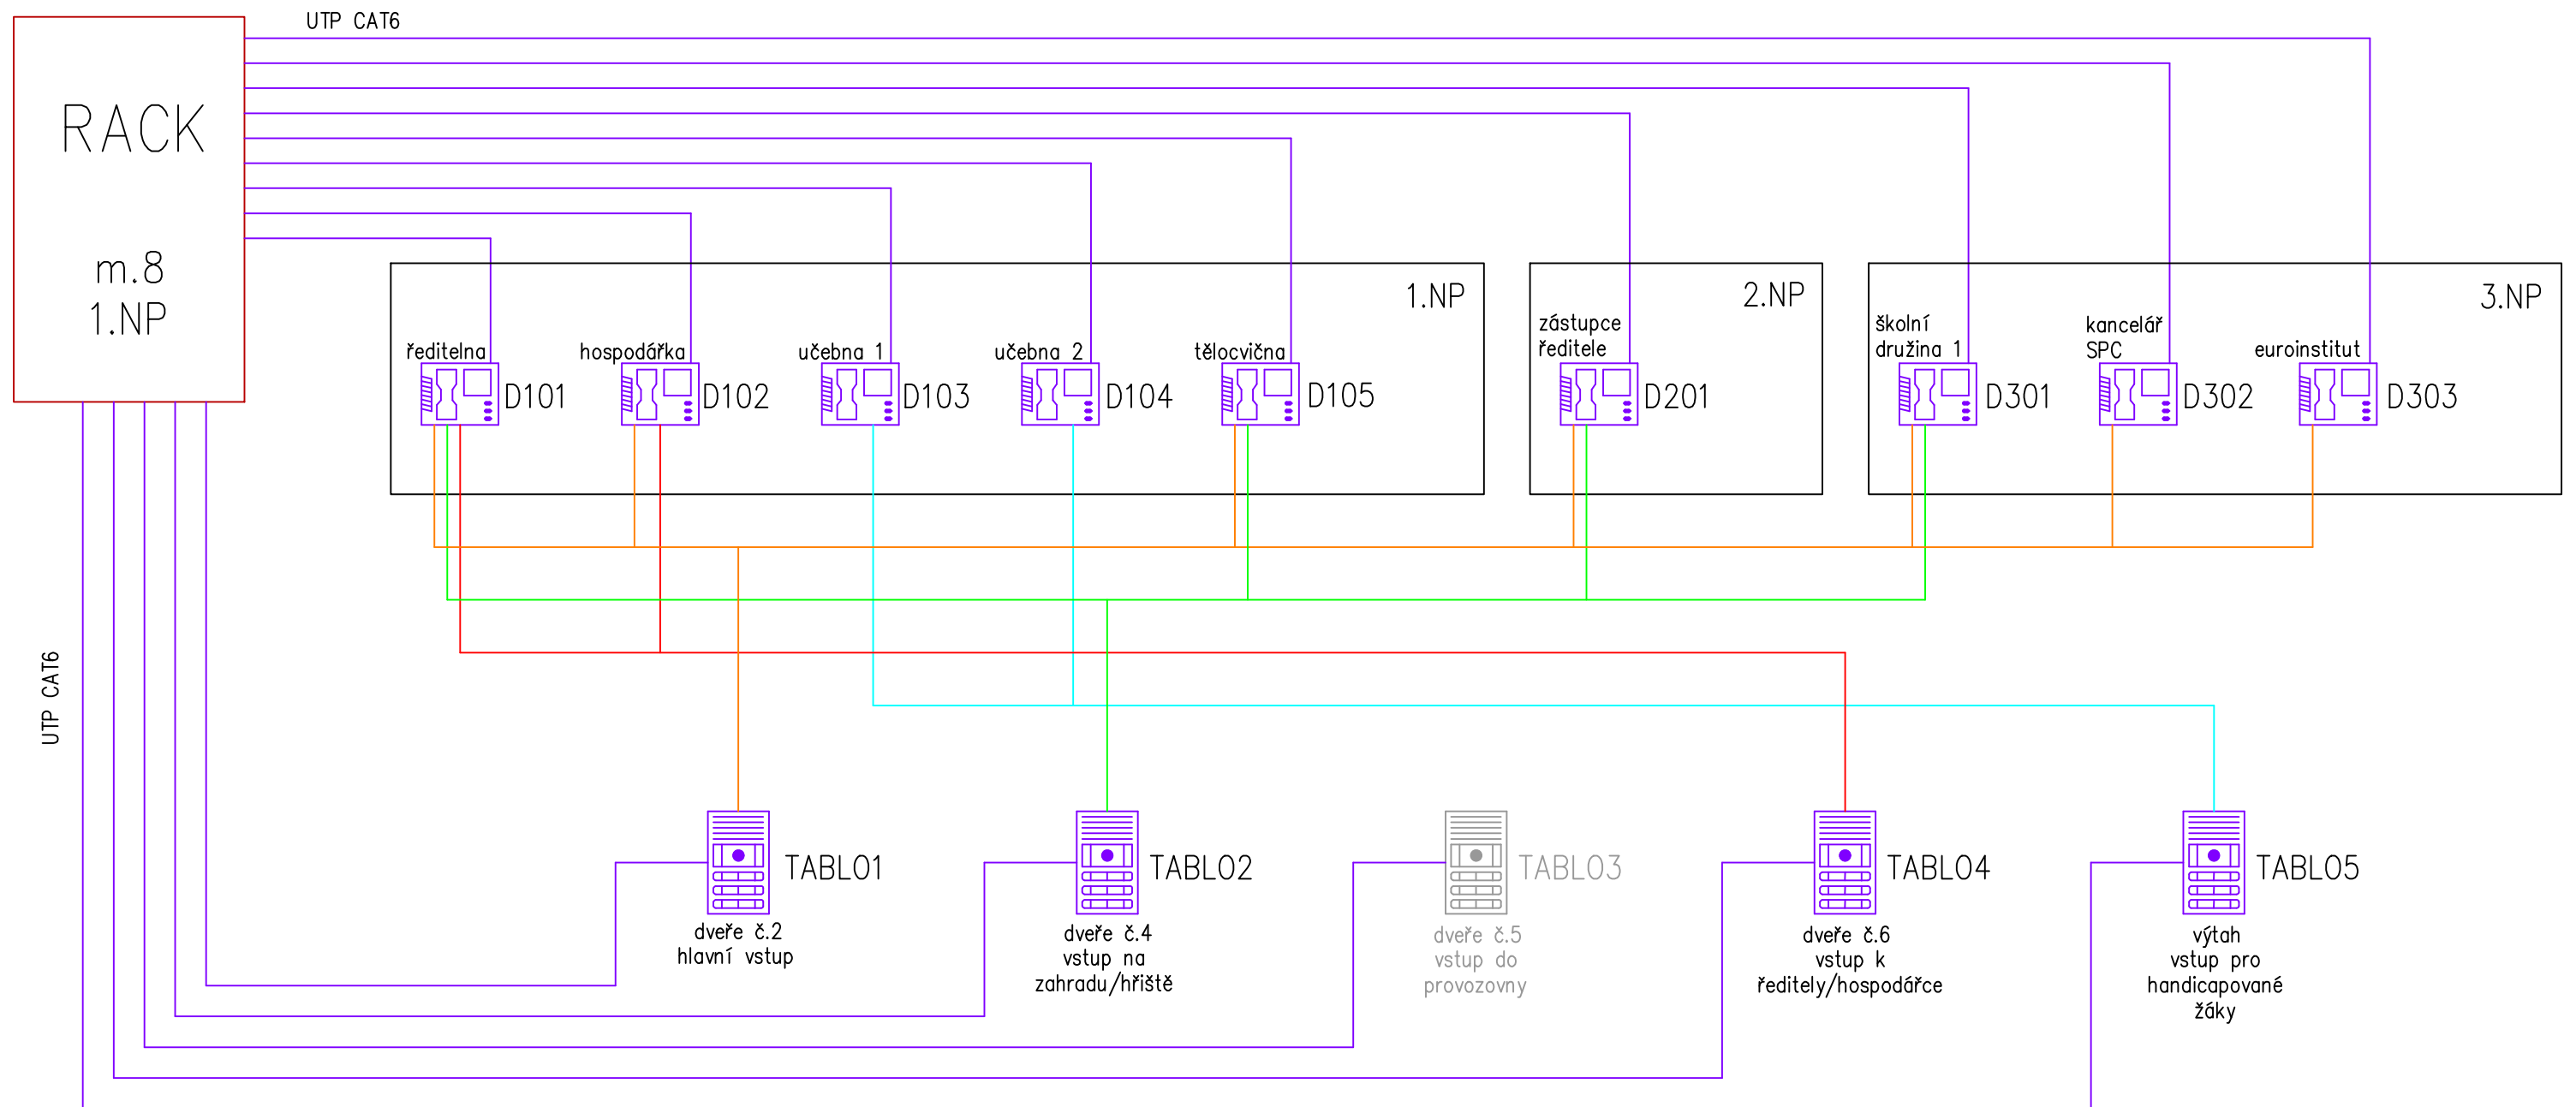 UTP CAT6
RACK
m.8
1.NP
1.NP
2.NP
3.NP
ředitelna
D101
hospodářka
D102
učebna 1
D103
učebna 2
D104
tělocvična
D105
zástupce
ředitele
D201
školní
družina 1
D301
kancelář
SPC
D302
euroinstitut
D303
UTP CAT6
TABLO1
dveře č.2
hlavní vstup
TABLO2
dveře č.4
vstup na
zahradu/hřiště
TABLO3
dveře č.5
vstup do
provozovny
TABLO4
dveře č.6
vstup k
ředitely/hospodářce
TABLO5
výtah
vstup pro
handicapované
žáky